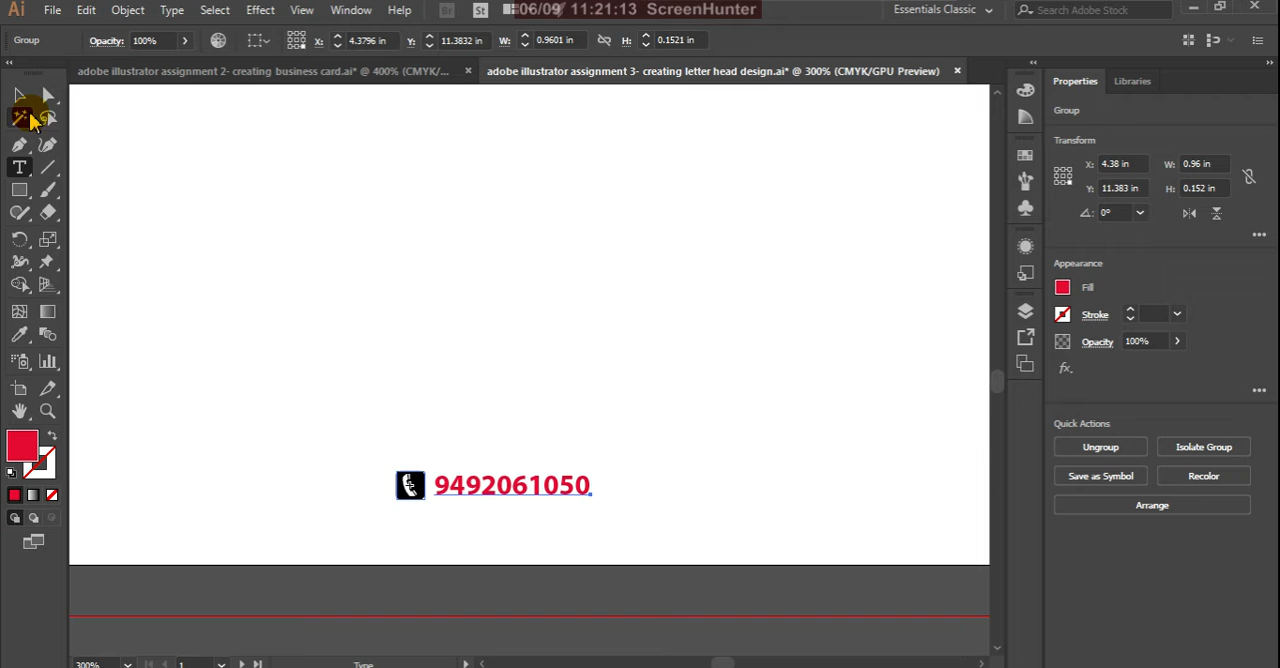 Ai File Edit Object Type Select Effect View Window Help Br St 06/09 11:21:13 ScreenHunter Essentials Classic Search Adobe Stock
Group Opacity: 100% X: 4.3796 in Y: 11.3832 in W: 0.9601 in H: 0.1521 in
adobe illustrator assignment 2- creating business card.ai* @ 400% (CMYK/... adobe illustrator assignment 3- creating letter head design.ai* @ 300% (CMYK/GPU Preview)
Properties Libraries
Group
Transform
X: 4.38 in W: 0.96 in
Y: 11.383 in H: 0.152 in
0°
Appearance
Fill
Stroke
Opacity 100%
fx.
Quick Actions
Ungroup Isolate Group
Save as Symbol Recolor
Arrange
9492061050
300% 1 Type